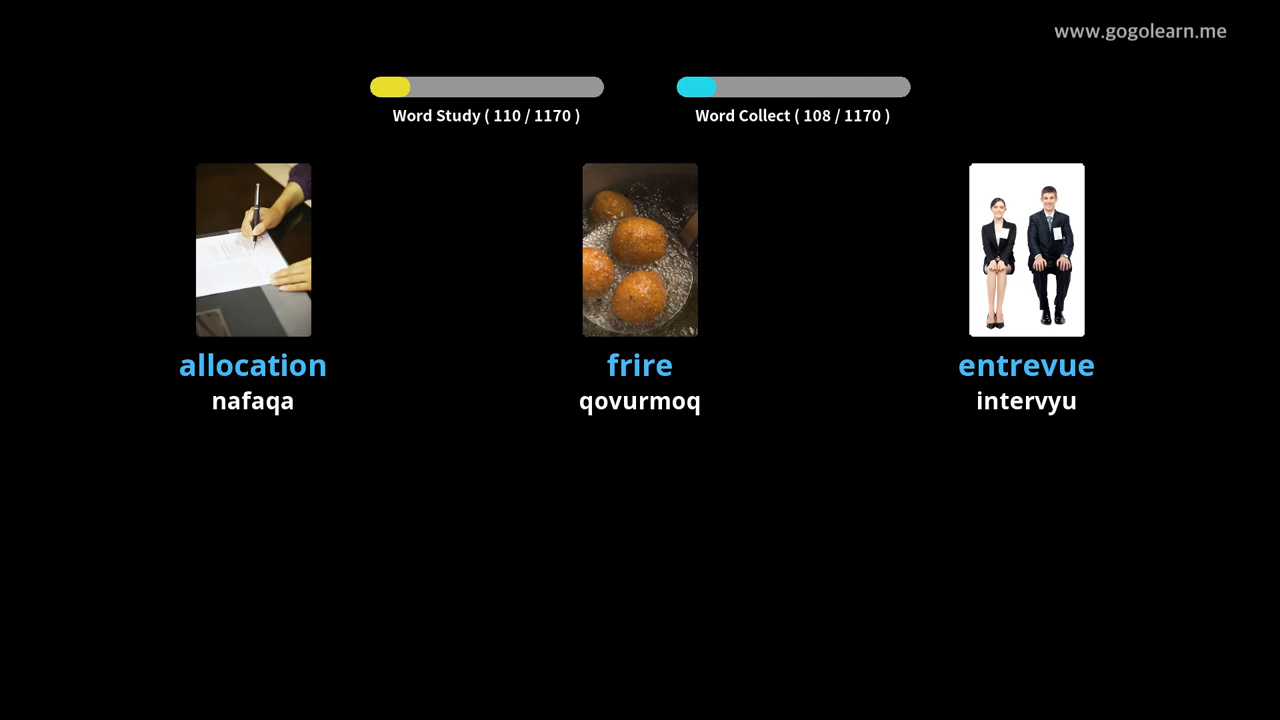 www.gogolearn.me
Word Study ( 110 / 1170 )
Word Collect ( 108 / 1170 )
allocation
nafaqa
frire
qovurmoq
entrevue
intervyu